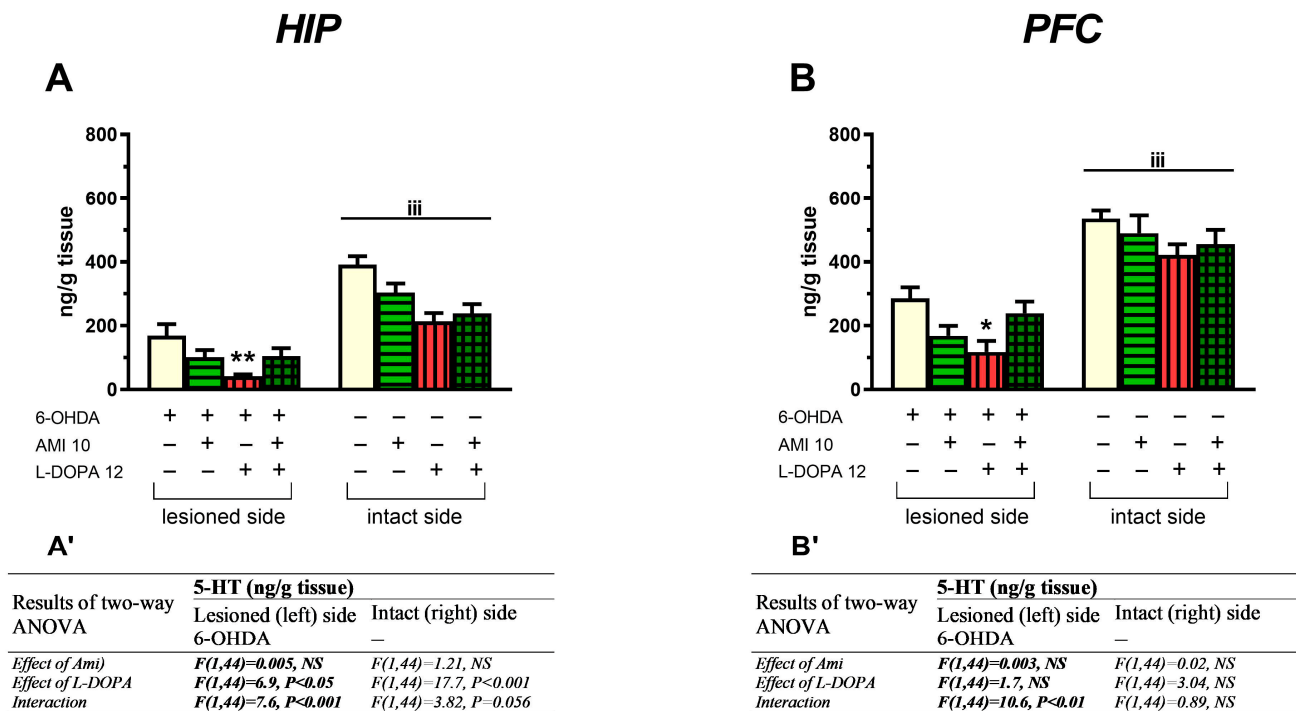 HIP
PFC
A
B
800
600
400
200
0
ng/g tissue
**
iii
800
600
400
200
0
ng/g tissue
*
iii
6-OHDA + + + + – – – –
AMI 10 – + – + – + – +
L-DOPA 12 – – + + – – + +
lesioned side intact side
+ + + + – – – –
6-OHDA
AMI 10 – + – + – + – +
L-DOPA 12 – – + + – – + +
lesioned side intact side
A'
5-HT (ng/g tissue)
Results of two-way ANOVA
Lesioned (left) side Intact (right) side
6-OHDA –
Effect of Ami) F(1,44)=0.005, NS F(1,44)=1.21, NS
Effect of L-DOPA F(1,44)=6.9, P<0.05 F(1,44)=17.7, P<0.001
Interaction F(1,44)=7.6, P<0.001 F(1,44)=3.82, P=0.056
B'
5-HT (ng/g tissue)
Results of two-way ANOVA
Lesioned (left) side Intact (right) side
6-OHDA –
Effect of Ami F(1,44)=0.003, NS F(1,44)=0.02, NS
Effect of L-DOPA F(1,44)=1.7, NS F(1,44)=3.04, NS
Interaction F(1,44)=10.6, P<0.01 F(1,44)=0.89, NS